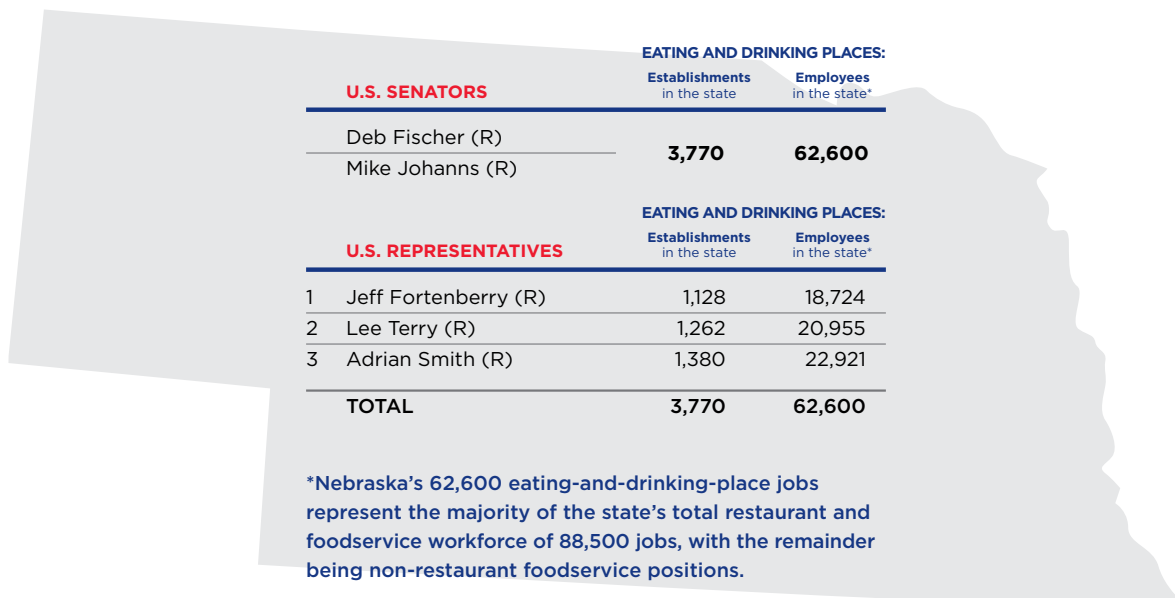 EATING AND DRINKING PLACES:
U.S. SENATORS Establishments in the state Employees in the state*
Deb Fischer (R)
3,770 62,600
Mike Johanns (R)
EATING AND DRINKING PLACES:
U.S. REPRESENTATIVES Establishments in the state Employees in the state*
1 Jeff Fortenberry (R) 1,128 18,724
2 Lee Terry (R) 1,262 20,955
3 Adrian Smith (R) 1,380 22,921
TOTAL 3,770 62,600
*Nebraska’s 62,600 eating-and-drinking-place jobs
represent the majority of the state’s total restaurant and
foodservice workforce of 88,500 jobs, with the remainder
being non-restaurant foodservice positions.